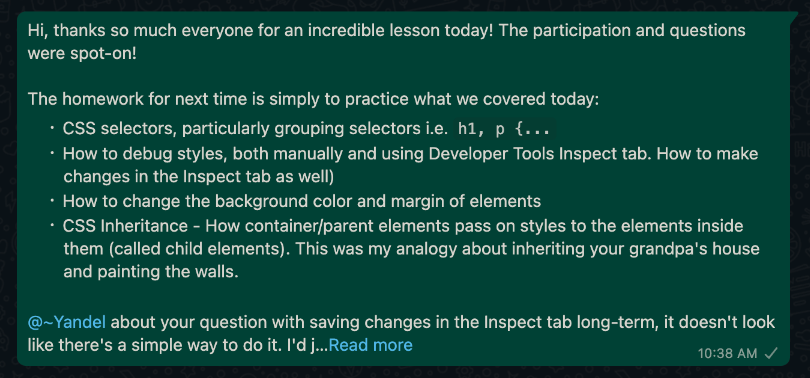 Hi, thanks so much everyone for an incredible lesson today! The participation and questions
were spot-on!
The homework for next time is simply to practice what we covered today:
· CSS selectors, particularly grouping selectors i.e. h1, p {...
· How to debug styles, both manually and using Developer Tools Inspect tab. How to make
changes in the Inspect tab as well)
· How to change the background color and margin of elements
· CSS Inheritance - How container/parent elements pass on styles to the elements inside
them (called child elements). This was my analogy about inheriting your grandpa's house
and painting the walls.
@~Yandel about your question with saving changes in the Inspect tab long-term, it doesn't look
like there's a simple way to do it. I'd j...Read more
10:38 AM